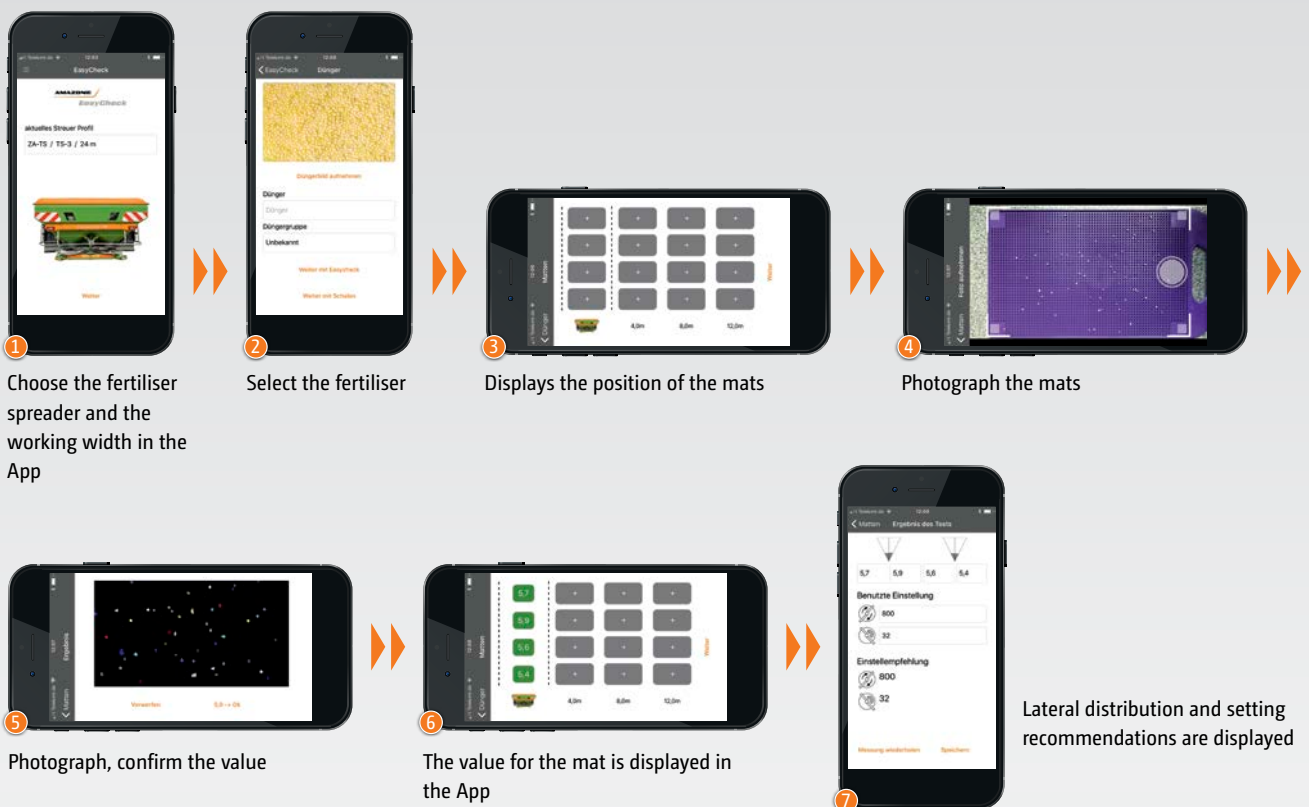 Telekom.de 12:03
EasyCheck
AMAZONE
EasyCheck
aktuelles Streuer Profil
ZA-TS / TS-3 / 24 m
Weiter
1
Choose the fertiliser
spreader and the
working width in the
App
EasyCheck Dünger
Düngerbild aufnehmen
Dünger
Dünger
Düngergruppe
Unbekannt
Weiter mit Easycheck
Weiter mit Schalen
2
Select the fertiliser
Dünger Matten
+ + + +
+ + + +
+ + + +
+ + + +
4,0m 8,0m 12,0m
Weiter
3
Displays the position of the mats
Matten Foto aufnehmen
4
Photograph the mats
Matten Ergebnis
Verwerfen 5,9 -> Ok
5
Photograph, confirm the value
Dünger Matten
5,7 + + +
5,9 + + +
5,6 + + +
5,4 + + +
4,0m 8,0m 12,0m
Weiter
6
The value for the mat is displayed in
the App
Matten Ergebnis des Tests
5,7 5,9 5,6 5,4
Benutzte Einstellung
800
32
Einstellempfehlung
800
32
Messung wiederholen Speichern
7
Lateral distribution and setting
recommendations are displayed